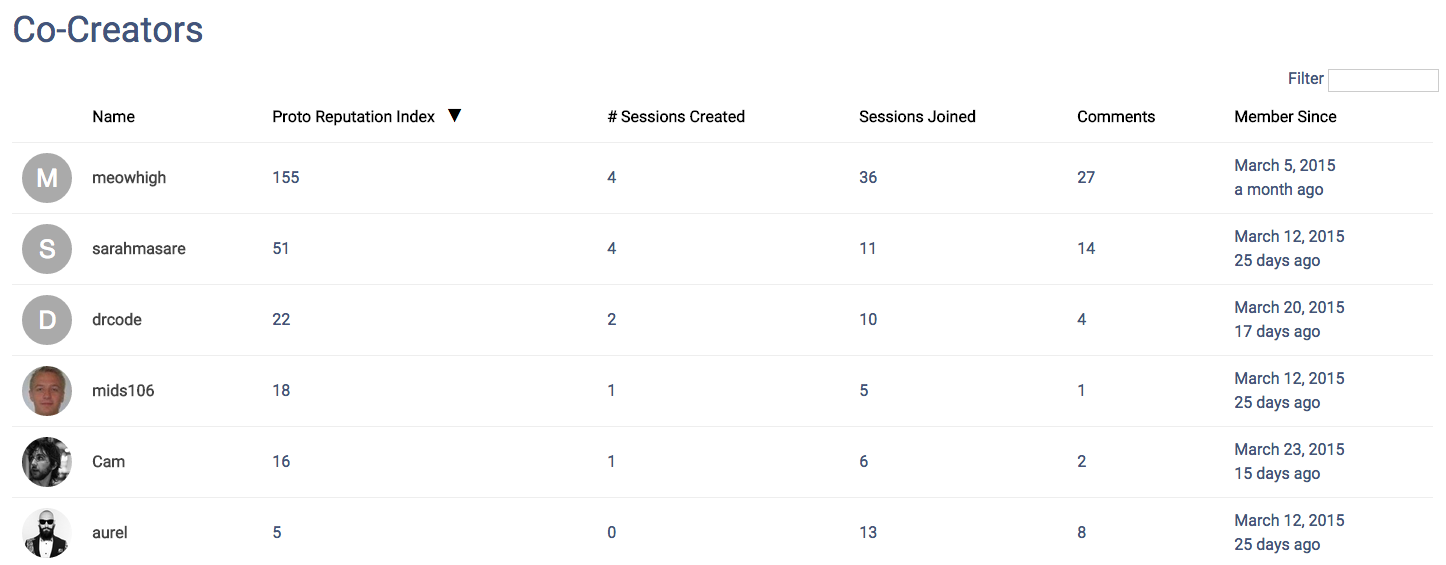 Co-Creators
Filter
Name Proto Reputation Index ▼ # Sessions Created Sessions Joined Comments Member Since
M meowhigh 155 4 36 27 March 5, 2015
a month ago
S sarahmasare 51 4 11 14 March 12, 2015
25 days ago
D drcode 22 2 10 4 March 20, 2015
17 days ago
mids106 18 1 5 1 March 12, 2015
25 days ago
Cam 16 1 6 2 March 23, 2015
15 days ago
aurel 5 0 13 8 March 12, 2015
25 days ago